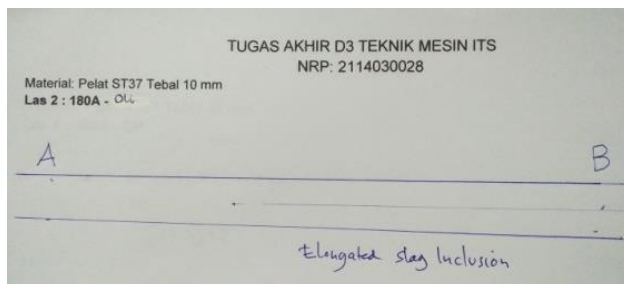 TUGAS AKHIR D3 TEKNIK MESIN ITS
NRP: 2114030028
Material: Pelat ST37 Tebal 10 mm
Las 2 : 180A - Oli
A
B
Elongated slag Inclusion